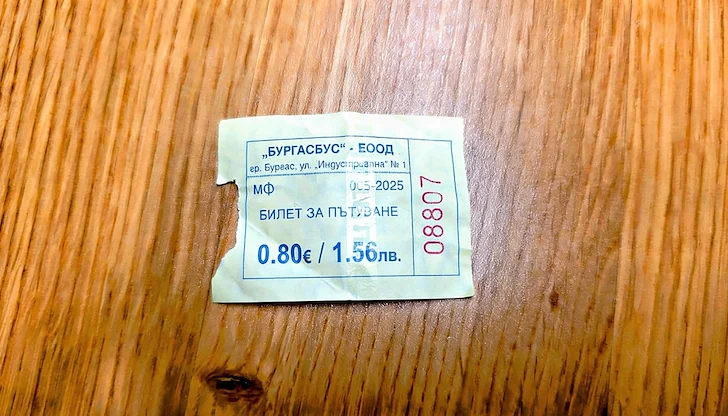 „БУРГАСБУС“ - ЕООД
гр. Бургас, ул. „Индустриална“ № 1
МФ 005-2025
БИЛЕТ ЗА ПЪТУВАНЕ
0.80€ / 1.56лв.
08807